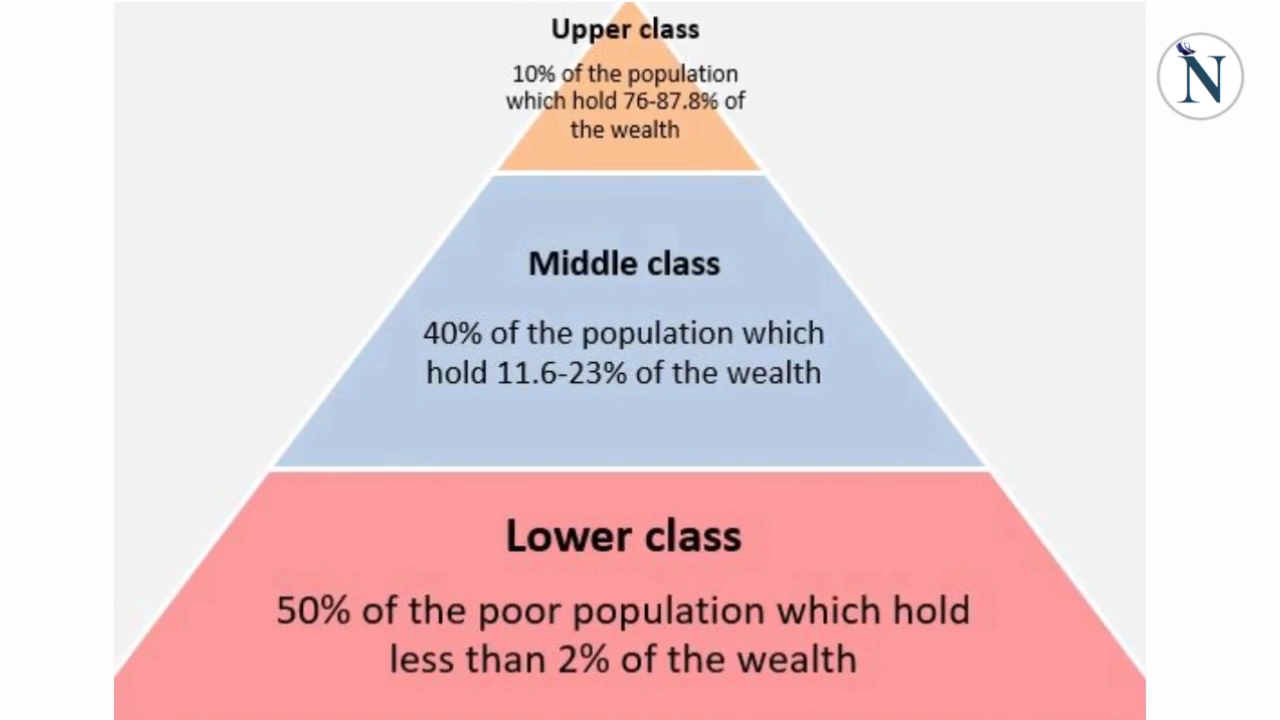 Upper class
10% of the population
which hold 76-87.8% of
the wealth
N
Middle class
40% of the population which
hold 11.6-23% of the wealth
Lower class
50% of the poor population which hold
less than 2% of the wealth